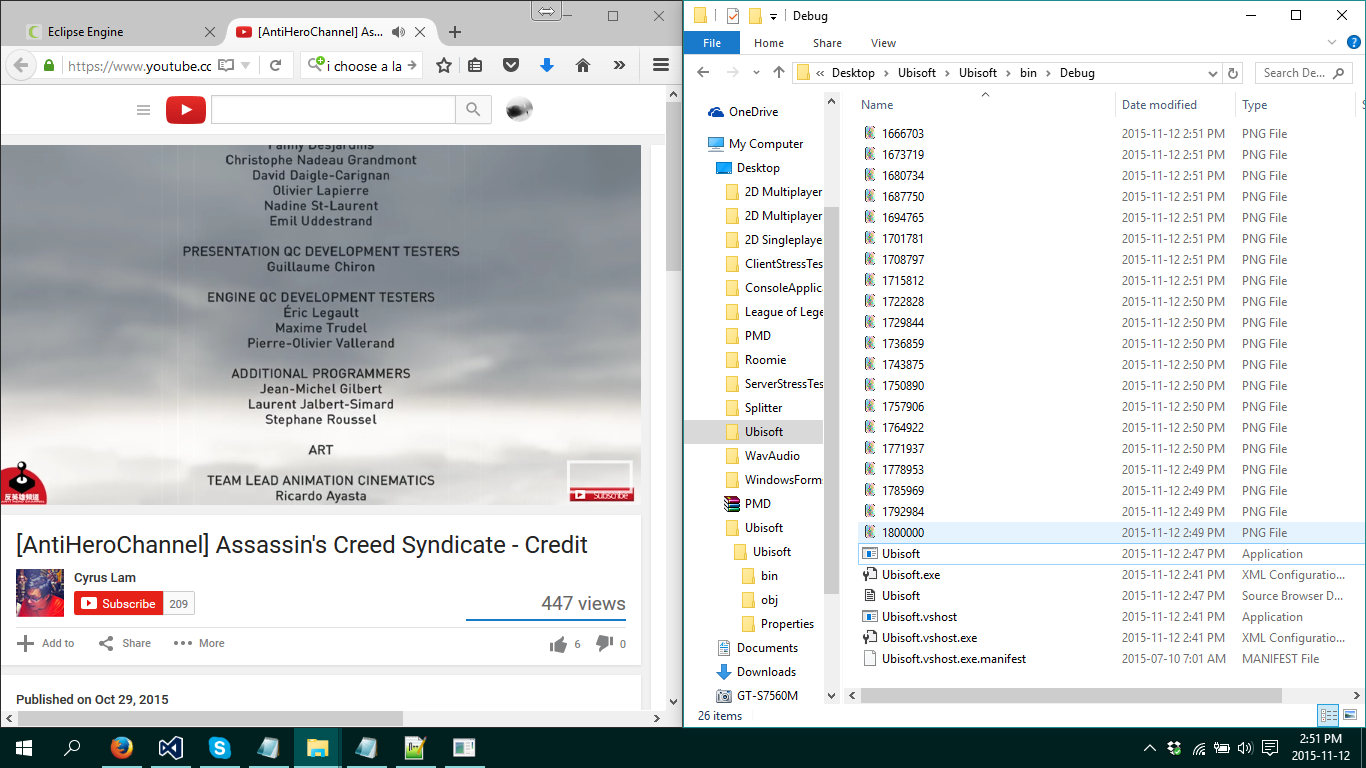 Eclipse Engine
[AntiHeroChannel] As...
https://www.youtube.cc
i choose a la
Fanny Desjardins
Christophe Nadeau Grandmont
David Daigle-Carignan
Olivier Lapierre
Nadine St-Laurent
Emil Uddestrand
PRESENTATION QC DEVELOPMENT TESTERS
Guillaume Chiron
ENGINE QC DEVELOPMENT TESTERS
Éric Legault
Maxime Trudel
Pierre-Olivier Vallerand
ADDITIONAL PROGRAMMERS
Jean-Michel Gilbert
Laurent Jalbert-Simard
Stephane Roussel
ART
TEAM LEAD ANIMATION CINEMATICS
Ricardo Ayasta
反英雄頻道
Subscribe
[AntiHeroChannel] Assassin's Creed Syndicate - Credit
Cyrus Lam
Subscribe 209
447 views
Add to Share More 6 0
Published on Oct 29, 2015
Debug
File Home Share View
« Desktop > Ubisoft > Ubisoft > bin > Debug
Search De...
OneDrive
My Computer
Desktop
2D Multiplayer
2D Multiplayer
2D Singleplaye
ClientStressTes
ConsoleApplica
League of Lege
PMD
Roomie
ServerStressTes
Splitter
Ubisoft
WavAudio
WindowsForm
PMD
Ubisoft
Ubisoft
bin
obj
Properties
Documents
Downloads
GT-S7560M
Name Date modified Type S
1666703 2015-11-12 2:51 PM PNG File
1673719 2015-11-12 2:51 PM PNG File
1680734 2015-11-12 2:51 PM PNG File
1687750 2015-11-12 2:51 PM PNG File
1694765 2015-11-12 2:51 PM PNG File
1701781 2015-11-12 2:51 PM PNG File
1708797 2015-11-12 2:51 PM PNG File
1715812 2015-11-12 2:51 PM PNG File
1722828 2015-11-12 2:50 PM PNG File
1729844 2015-11-12 2:50 PM PNG File
1736859 2015-11-12 2:50 PM PNG File
1743875 2015-11-12 2:50 PM PNG File
1750890 2015-11-12 2:50 PM PNG File
1757906 2015-11-12 2:50 PM PNG File
1764922 2015-11-12 2:50 PM PNG File
1771937 2015-11-12 2:50 PM PNG File
1778953 2015-11-12 2:49 PM PNG File
1785969 2015-11-12 2:49 PM PNG File
1792984 2015-11-12 2:49 PM PNG File
1800000 2015-11-12 2:49 PM PNG File
Ubisoft 2015-11-12 2:47 PM Application
Ubisoft.exe 2015-11-12 2:41 PM XML Configuratio...
Ubisoft 2015-11-12 2:47 PM Source Browser D...
Ubisoft.vshost 2015-11-12 2:41 PM Application
Ubisoft.vshost.exe 2015-11-12 2:41 PM XML Configuratio...
Ubisoft.vshost.exe.manifest 2015-07-10 7:01 AM MANIFEST File
26 items
2:51 PM
2015-11-12